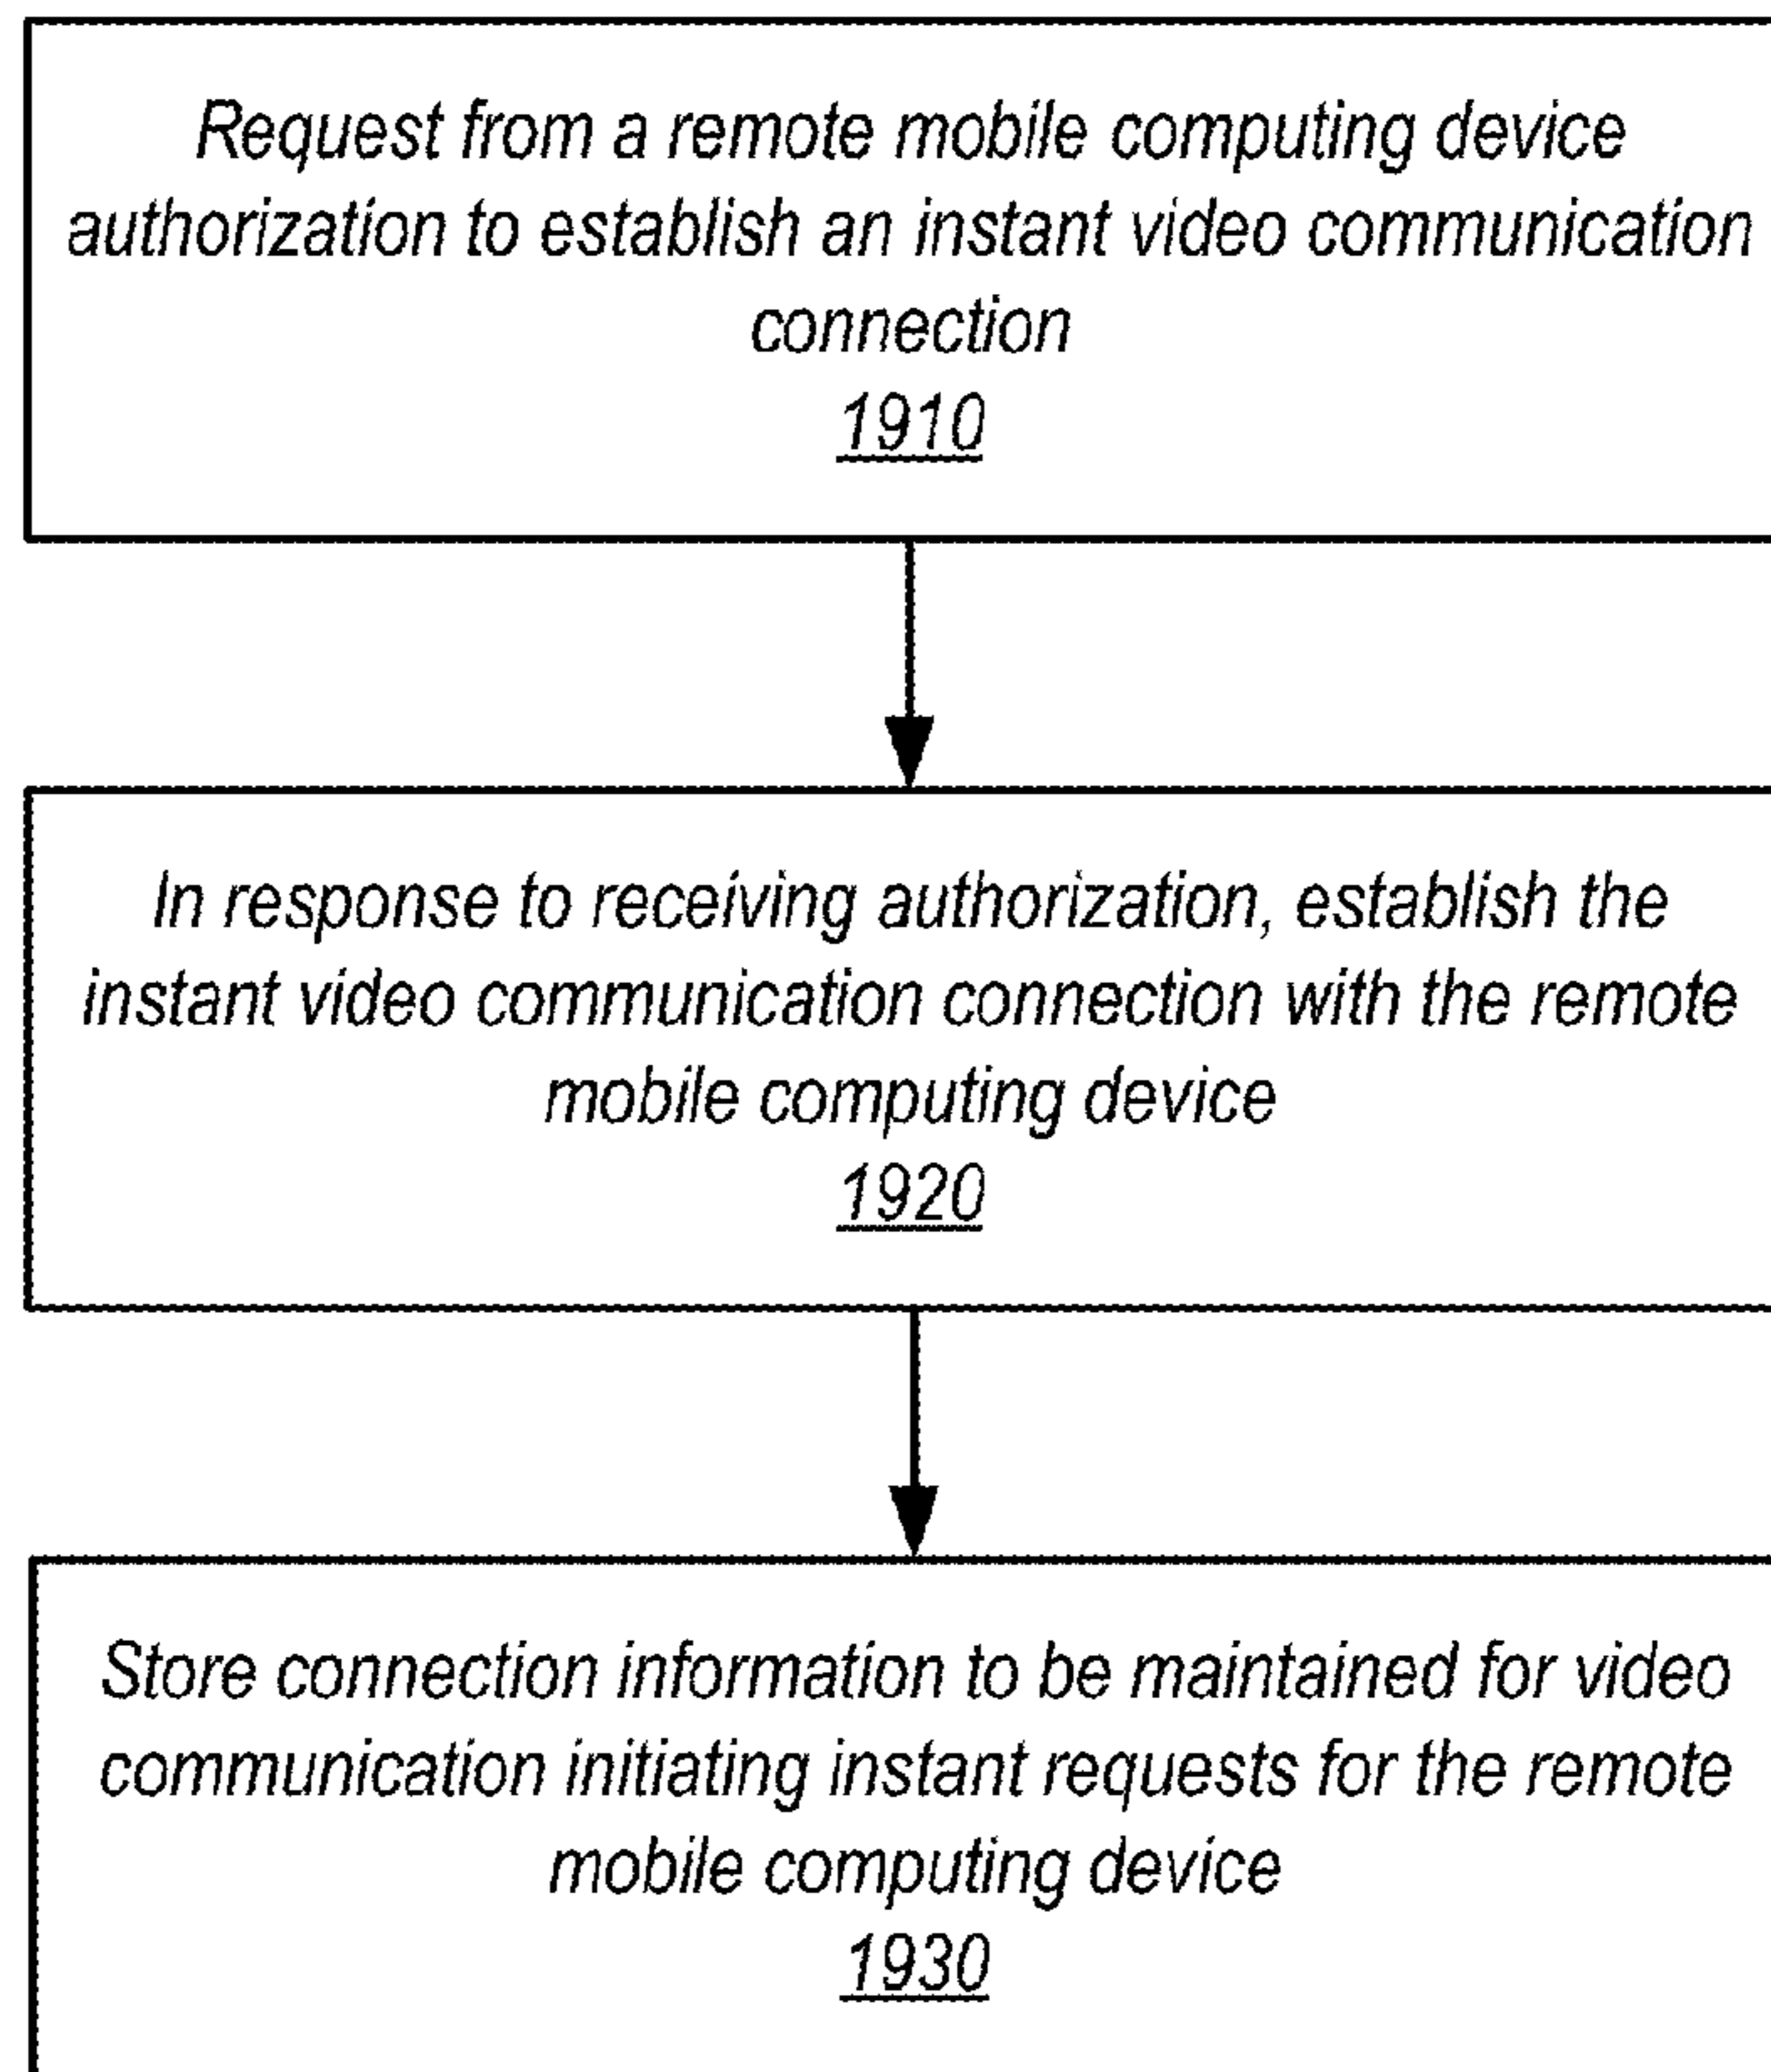 Request from a remote mobile computing device
authorization to establish an instant video communication
connection
1910
In response to receiving authorization, establish the
instant video communication connection with the remote
mobile computing device
1920
Store connection information to be maintained for video
communication initiating instant requests for the remote
mobile computing device
1930